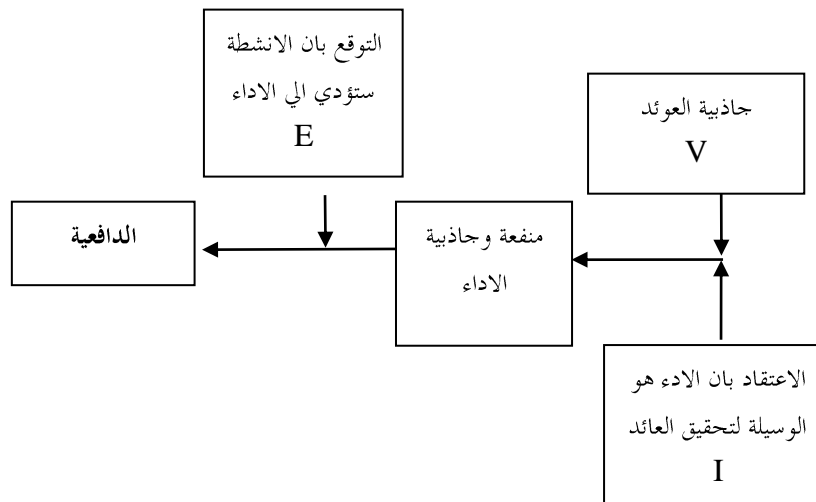 التوقع بان الانشطة
ستؤدي الي الاداء
E
جاذبية العوئد
V
منفعة وجاذبية
الاداء
الدافعية
الاعتقاد بان الادء هو
الوسيلة لتحقيق العائد
I